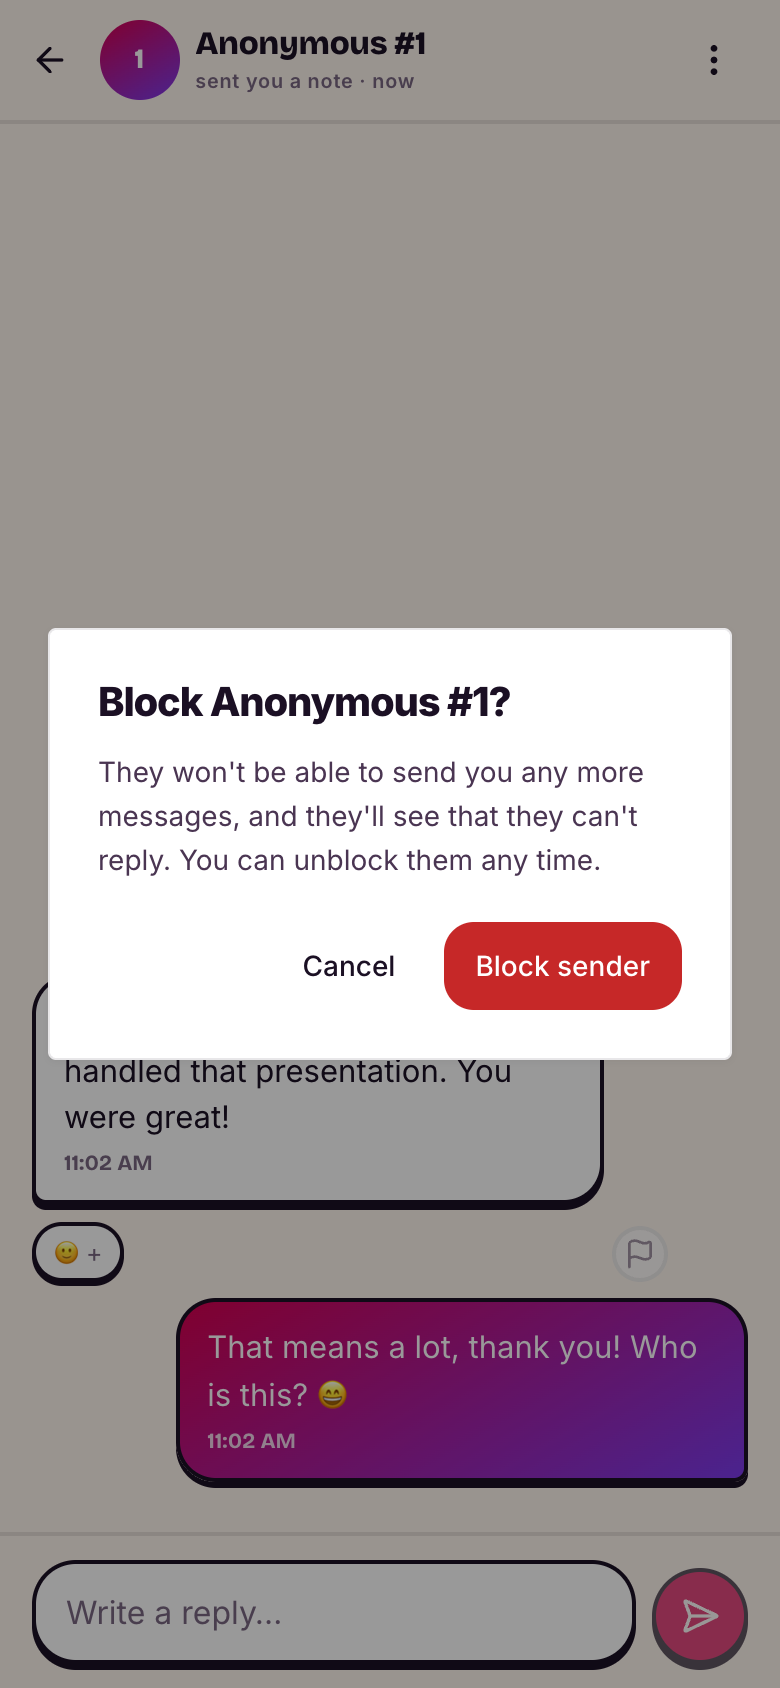 1
Anonymous #1
sent you a note · now
Block Anonymous #1?
They won't be able to send you any more
messages, and they'll see that they can't
reply. You can unblock them any time.
Cancel
Block sender
handled that presentation. You
were great!
11:02 AM
🙂 +
That means a lot, thank you! Who
is this? 😄
11:02 AM
Write a reply...